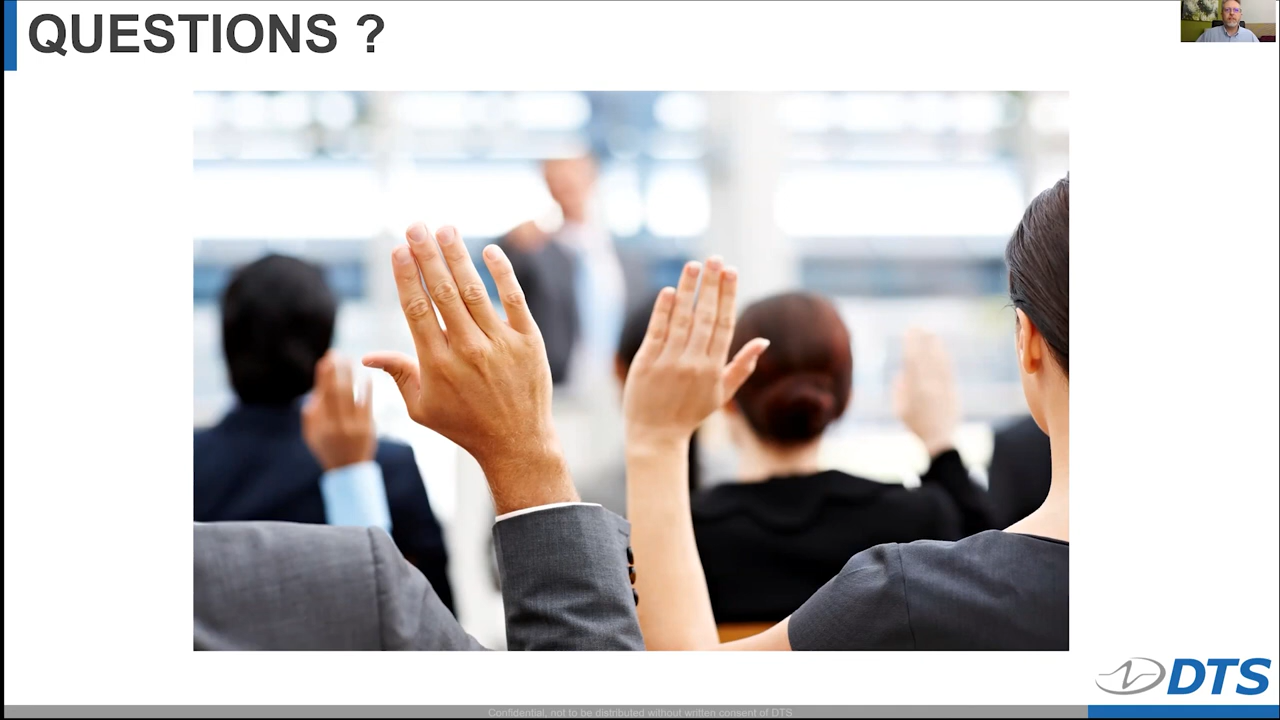 QUESTIONS ?
DTS
Confidential, not to be distributed without written consent of DTS